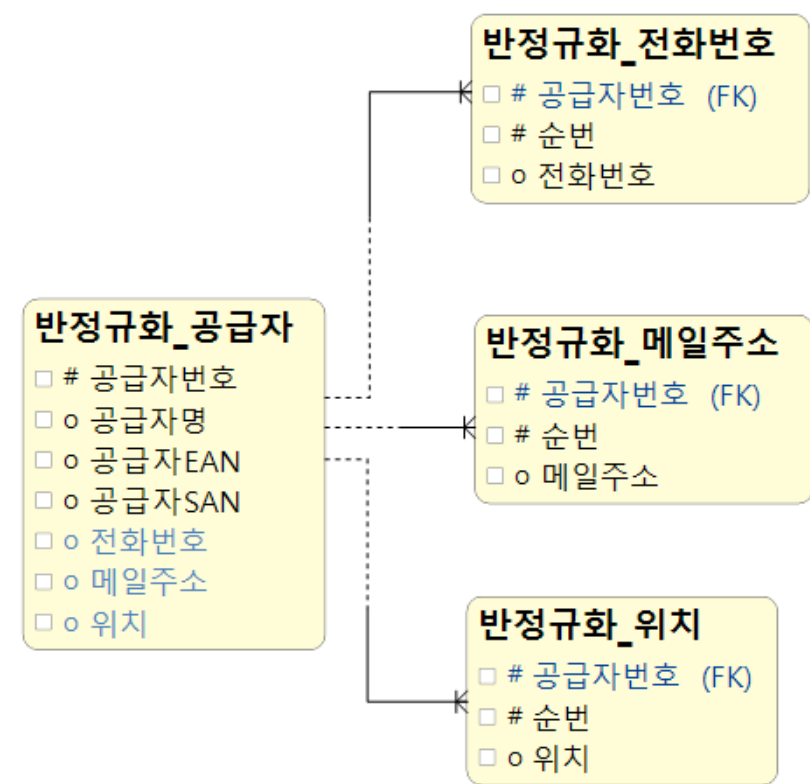 반정규화_전화번호
# 공급자번호 (FK)
# 순번
o 전화번호
반정규화_공급자
# 공급자번호
o 공급자명
o 공급자EAN
o 공급자SAN
o 전화번호
o 메일주소
o 위치
반정규화_메일주소
# 공급자번호 (FK)
# 순번
o 메일주소
반정규화_위치
# 공급자번호 (FK)
# 순번
o 위치